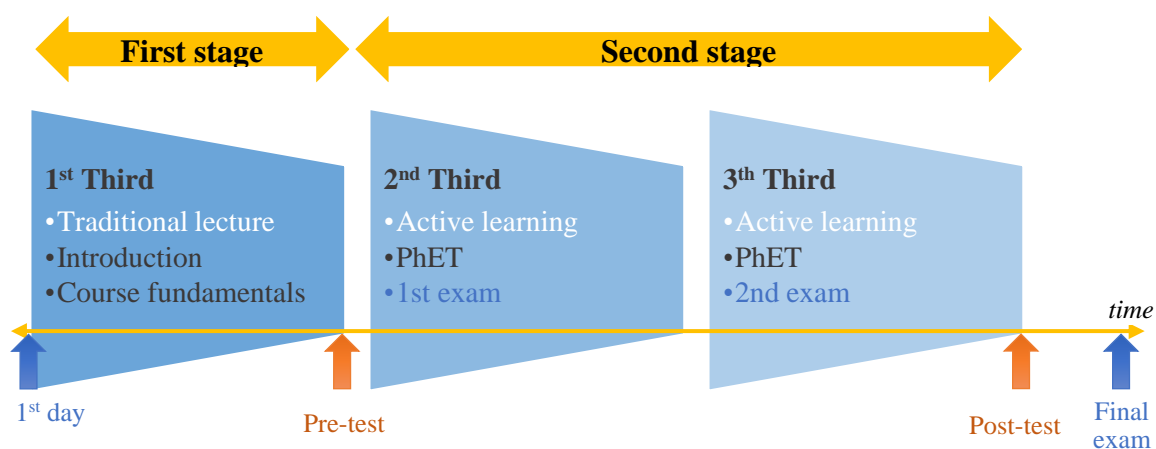 First stage
Second stage
1st Third
•Traditional lecture
•Introduction
•Course fundamentals
2nd Third
•Active learning
•PhET
•1st exam
3th Third
•Active learning
•PhET
•2nd exam
time
1st day
Pre-test
Post-test
Final
exam